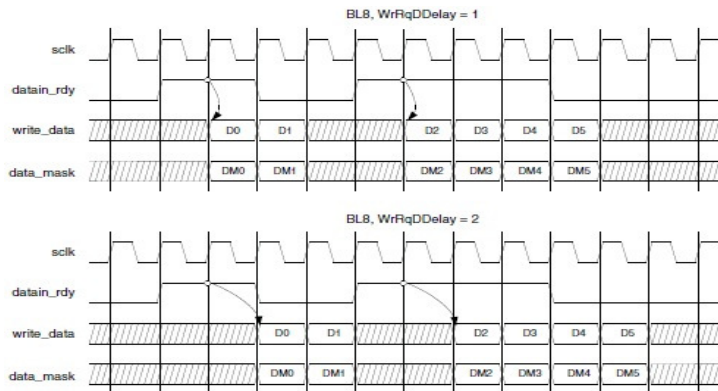 BL8, WrRqDDelay = 1
sclk
datain_rdy
write_data D0 D1 D2 D3 D4 D5
data_mask DM0 DM1 DM2 DM3 DM4 DM5
BL8, WrRqDDelay = 2
sclk
datain_rdy
write_data D0 D1 D2 D3 D4 D5
data_mask DM0 DM1 DM2 DM3 DM4 DM5